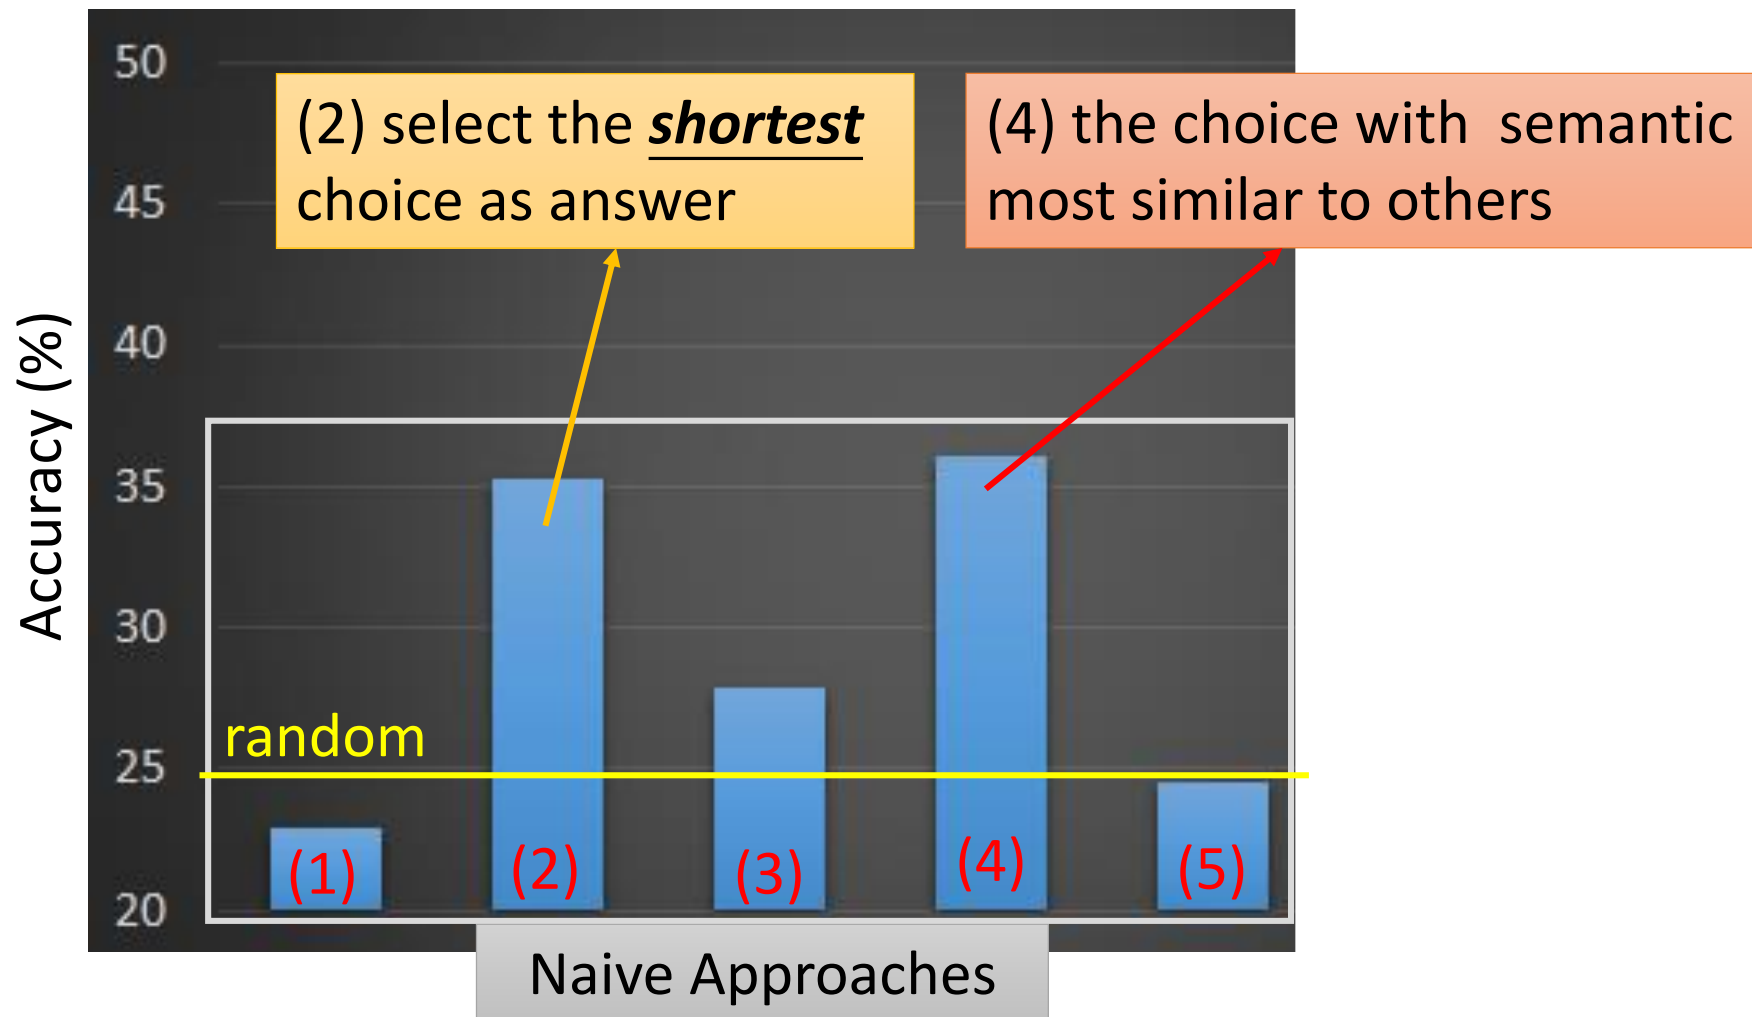 50
(2) select the shortest
choice as answer
(4) the choice with semantic
most similar to others
45
40
35
30
25
20
Accuracy (%)
random
(1)
(2)
(3)
(4)
(5)
Naive Approaches